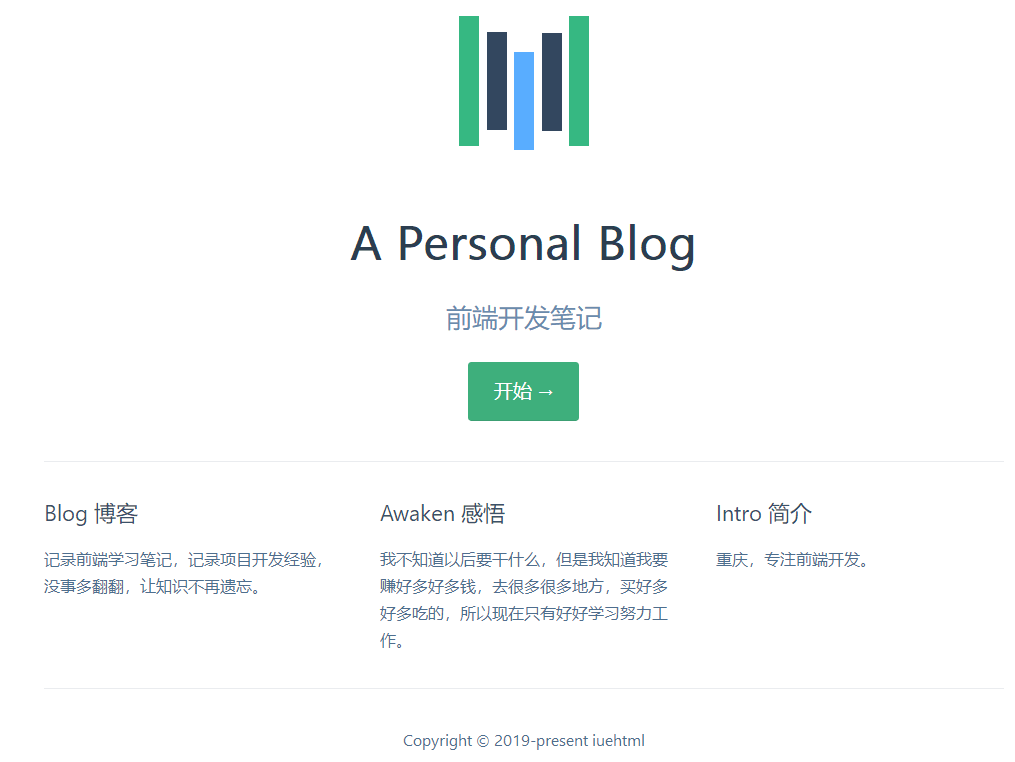 A Personal Blog
前端开发笔记
开始 →
Blog 博客
记录前端学习笔记，记录项目开发经验，
没事多翻翻，让知识不再遗忘。
Awaken 感悟
我不知道以后要干什么，但是我知道我要
赚好多好多钱，去很多很多地方，买好多
好多吃的，所以现在只有好好学习努力工
作。
Intro 简介
重庆，专注前端开发。
Copyright © 2019-present iuehtml